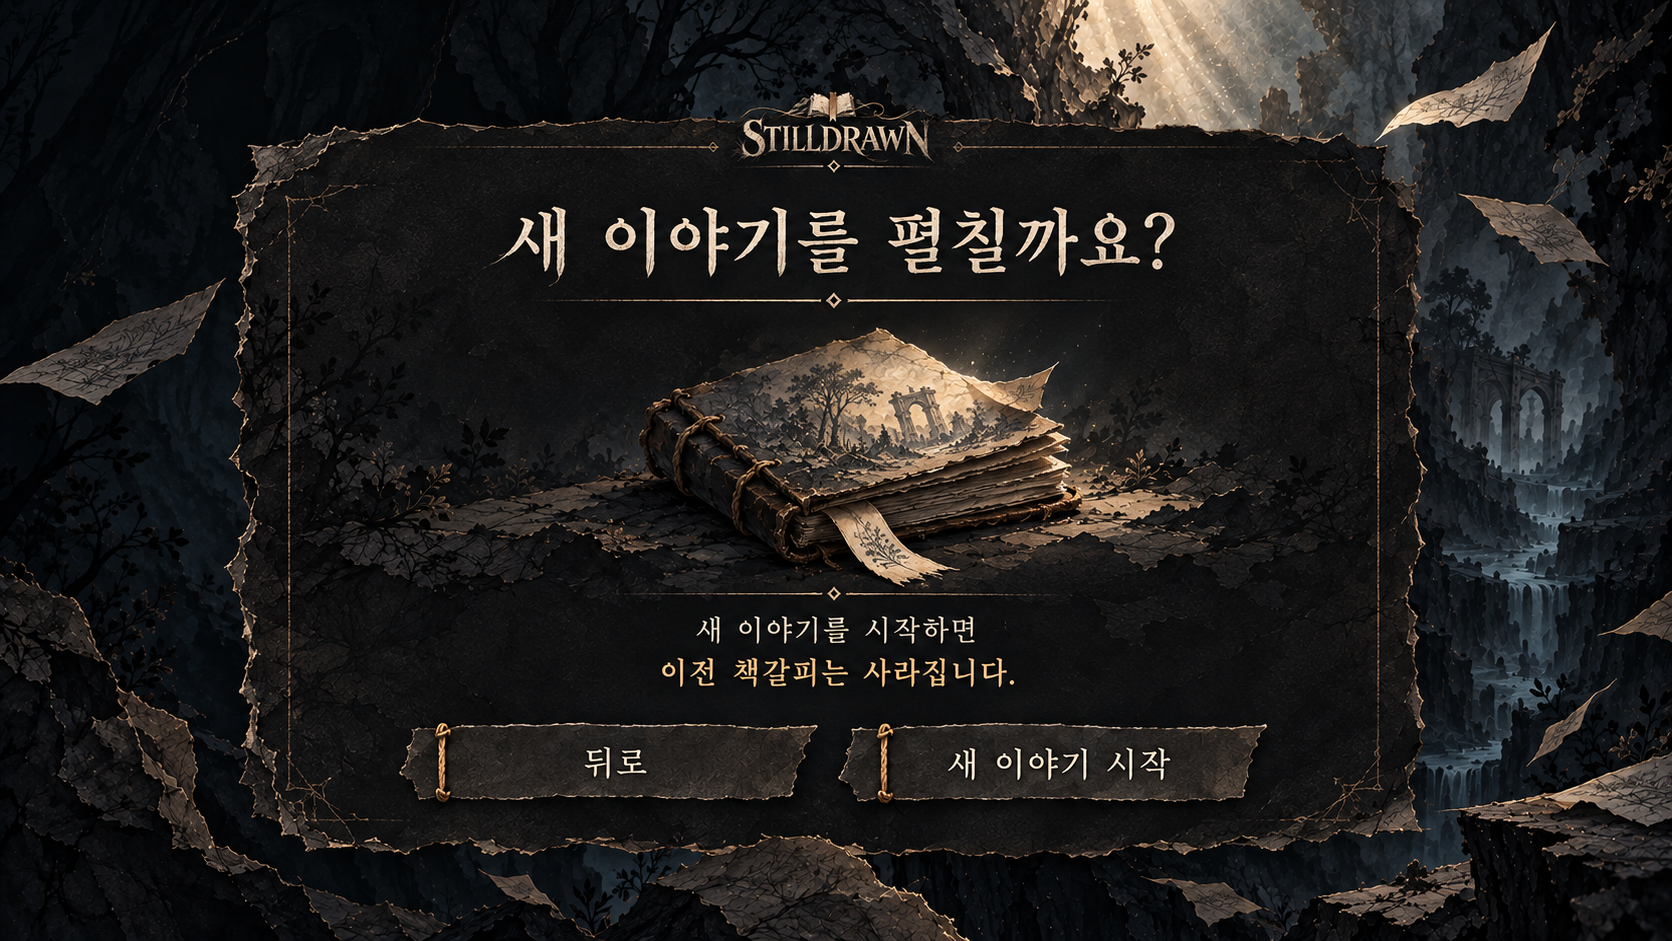 STILLDRAWN
새 이야기를 펼칠까요?
새 이야기를 시작하면
이전 책갈피는 사라집니다.
뒤로
새 이야기 시작